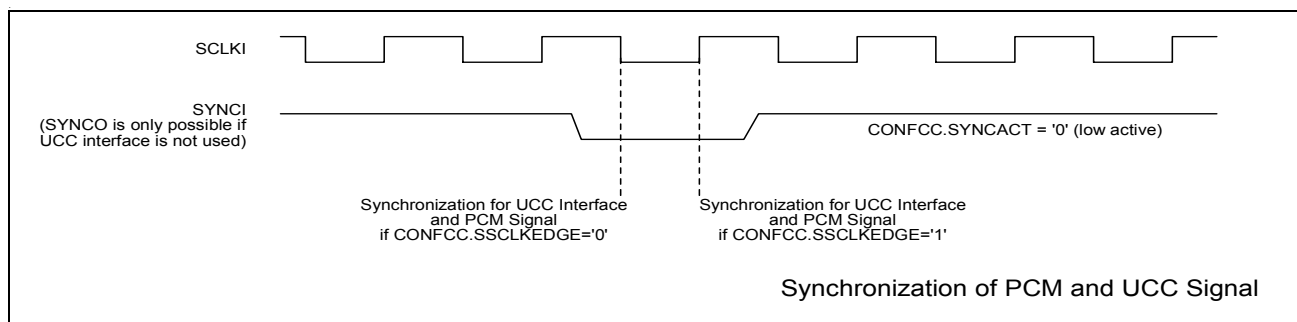 SCLKI
SYNCI
(SYNCO is only possible if
UCC interface is not used)
CONFCC.SYNCACT = '0' (low active)
Synchronization for UCC Interface
and PCM Signal
if CONFCC.SSCLKEDGE='0'
Synchronization for UCC Interface
and PCM Signal
if CONFCC.SSCLKEDGE='1'
Synchronization of PCM and UCC Signal